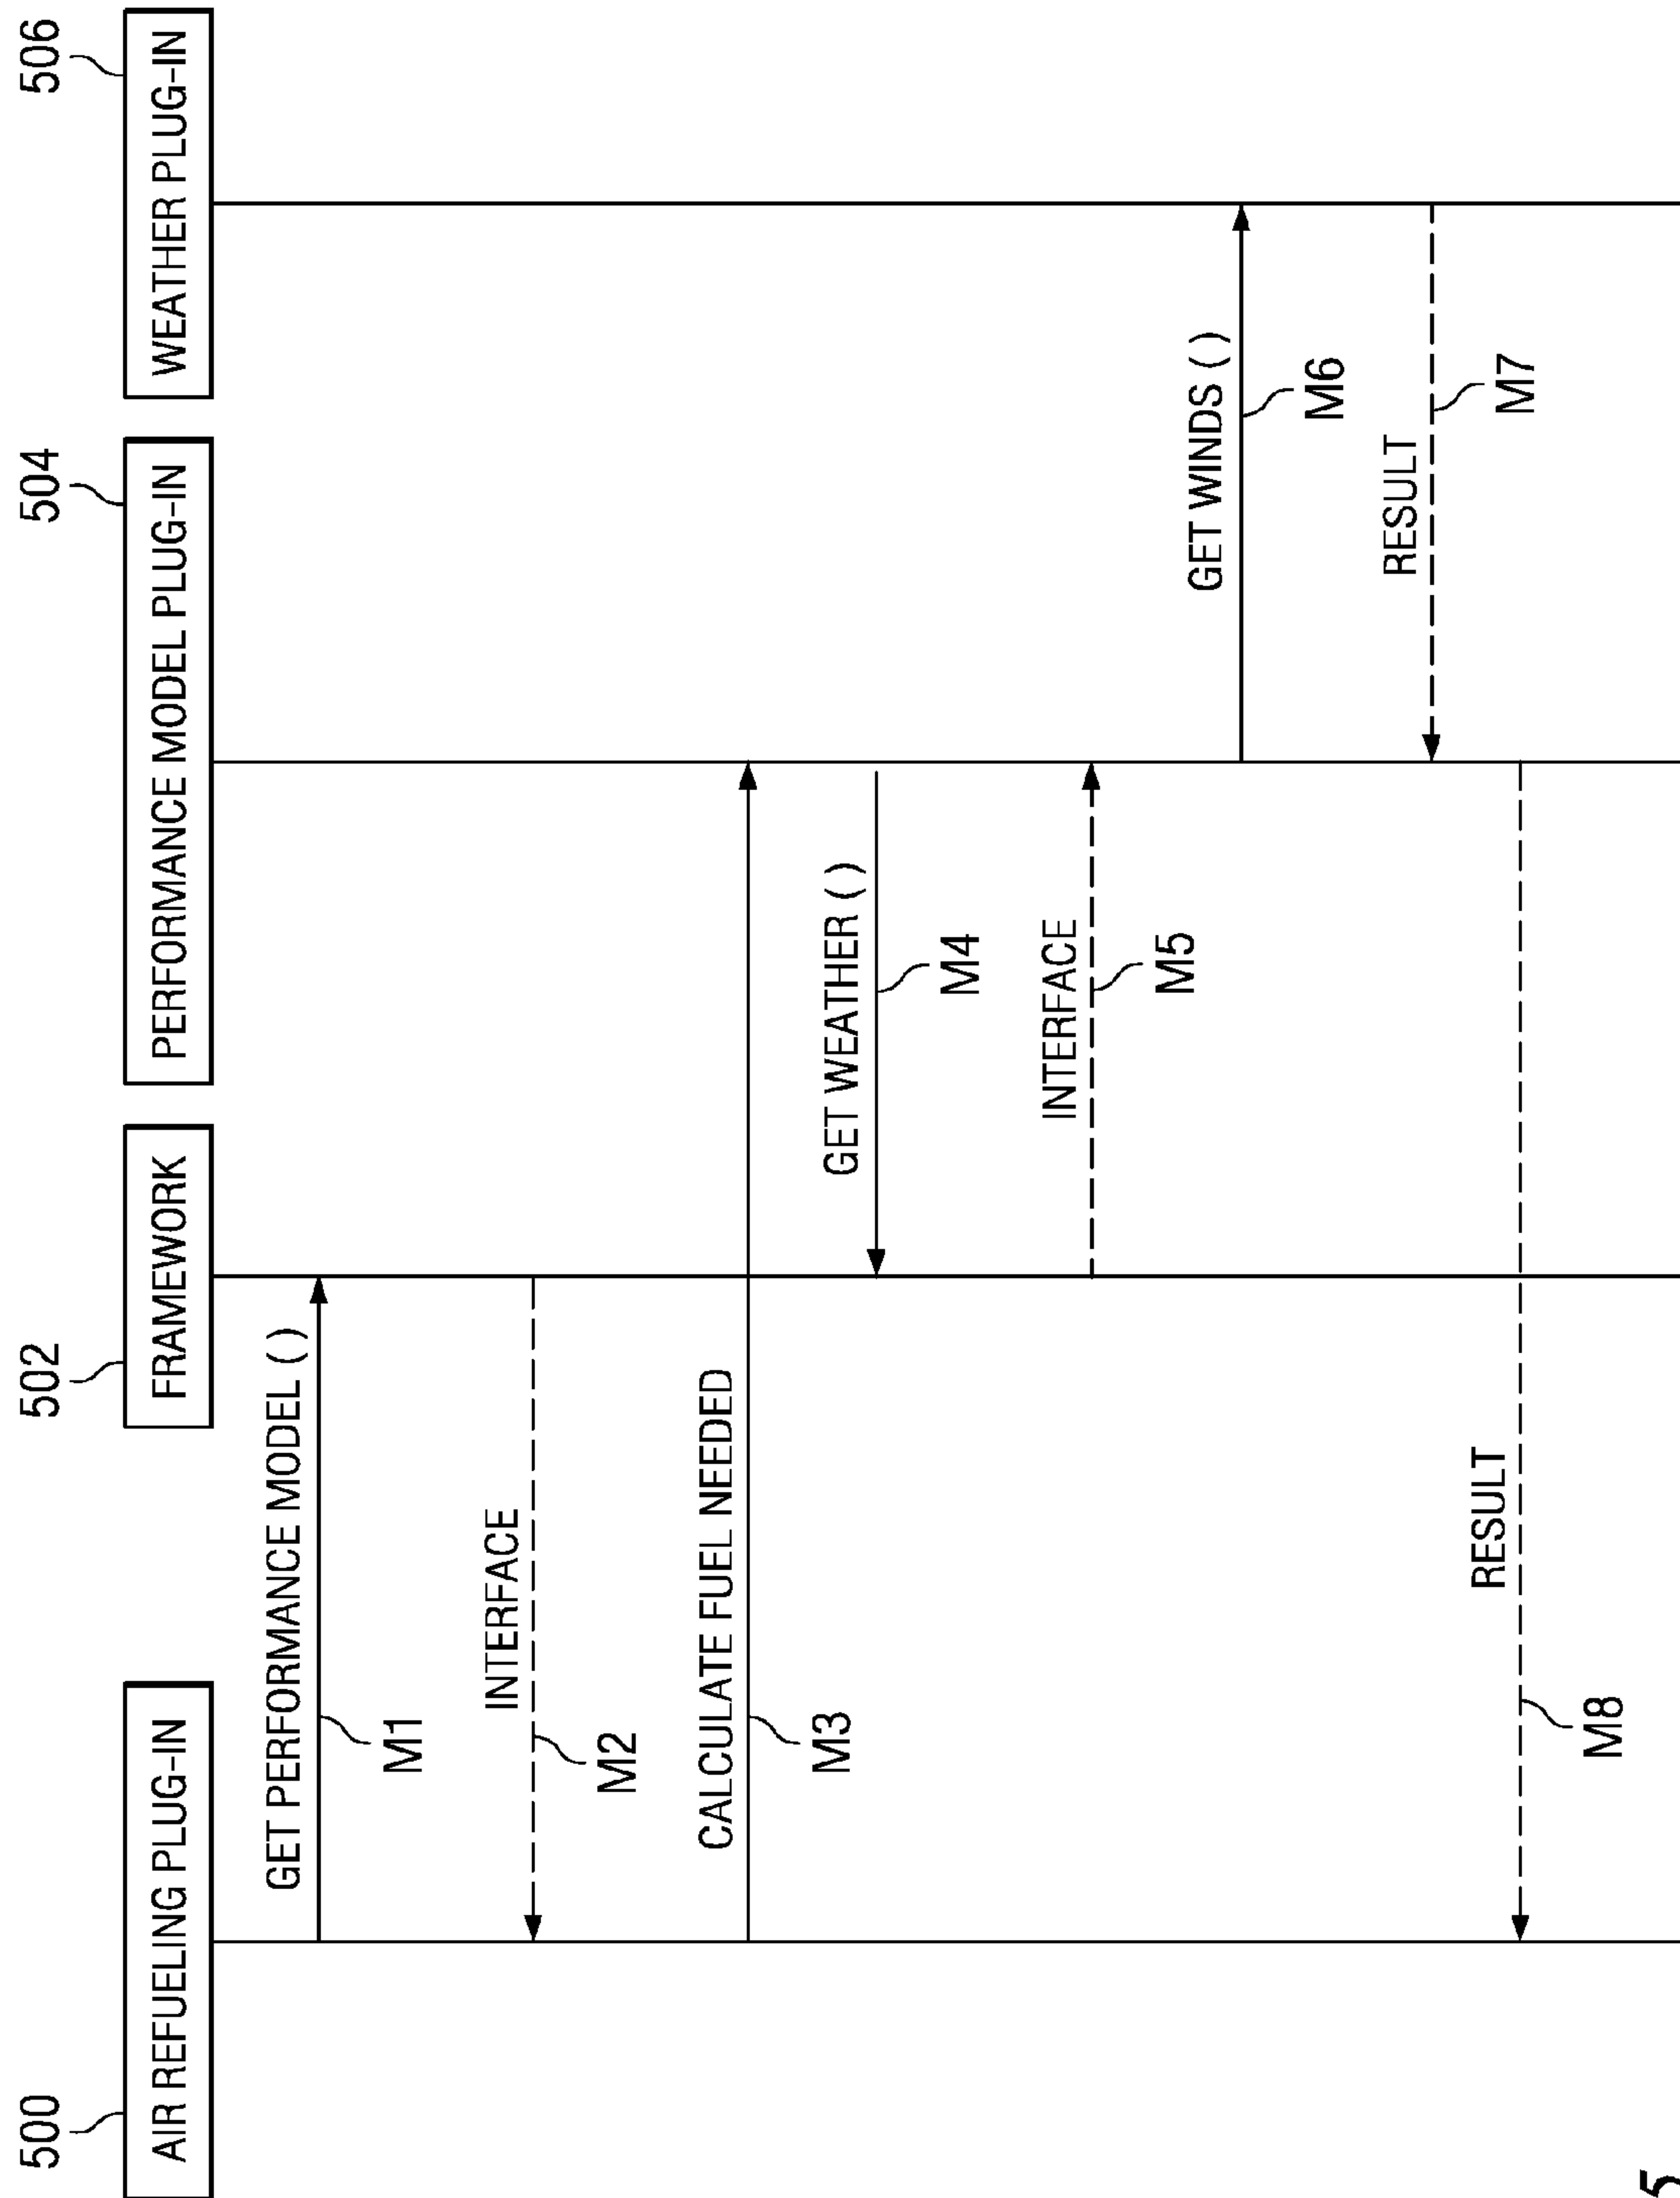 500
502
504
506
AIR REFUELING PLUG-IN
FRAMEWORK
PERFORMANCE MODEL PLUG-IN
WEATHER PLUG-IN
GET PERFORMANCE MODEL ( )
M1
INTERFACE
M2
CALCULATE FUEL NEEDED
M3
GET WEATHER ( )
M4
INTERFACE
M5
GET WINDS ( )
M6
RESULT
M7
RESULT
M8
5